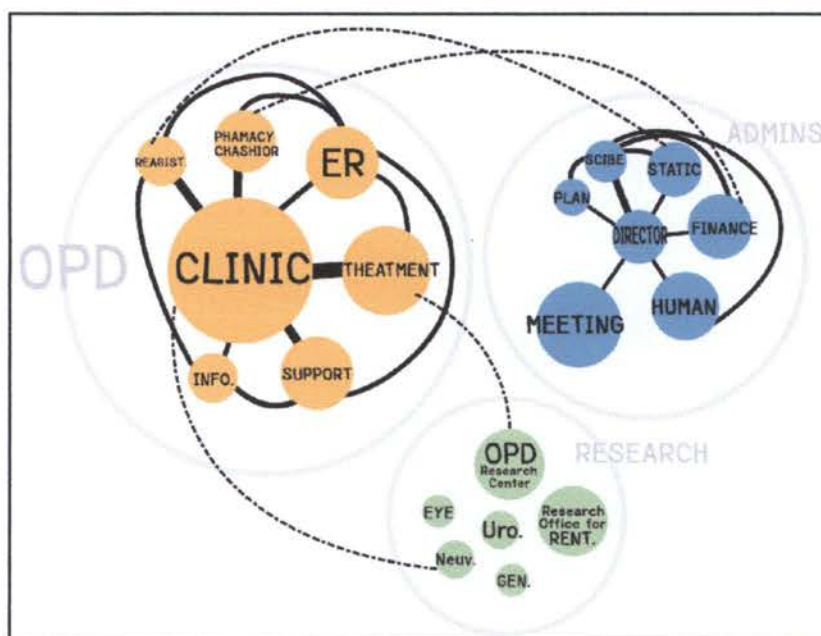 OPD
REAGIST.
PHAMACY
CHASHIOR
ER
CLINIC
THEATMENT
INFO.
SUPPORT
ADMINS
SCIBE
STATIC
PLAN
DIRECTOR
FINANCE
MEETING
HUMAN
RESEARCH
OPD
Research
Center
EYE
Uro.
Research
Office for
RENT.
Neuv.
GEN.